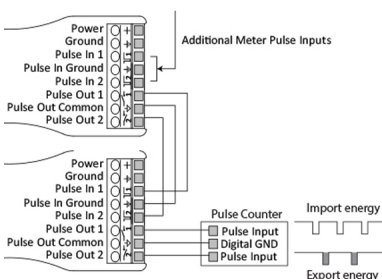 Power
Ground
Pulse In 1
Pulse In Ground
Pulse In 2
Pulse Out 1
Pulse Out Common
Pulse Out 2
Additional Meter Pulse Inputs
Power
Ground
Pulse In 1
Pulse In Ground
Pulse In 2
Pulse Out 1
Pulse Out Common
Pulse Out 2
Pulse Counter
Pulse Input
Digital GND
Pulse Input
Import energy
Export energy